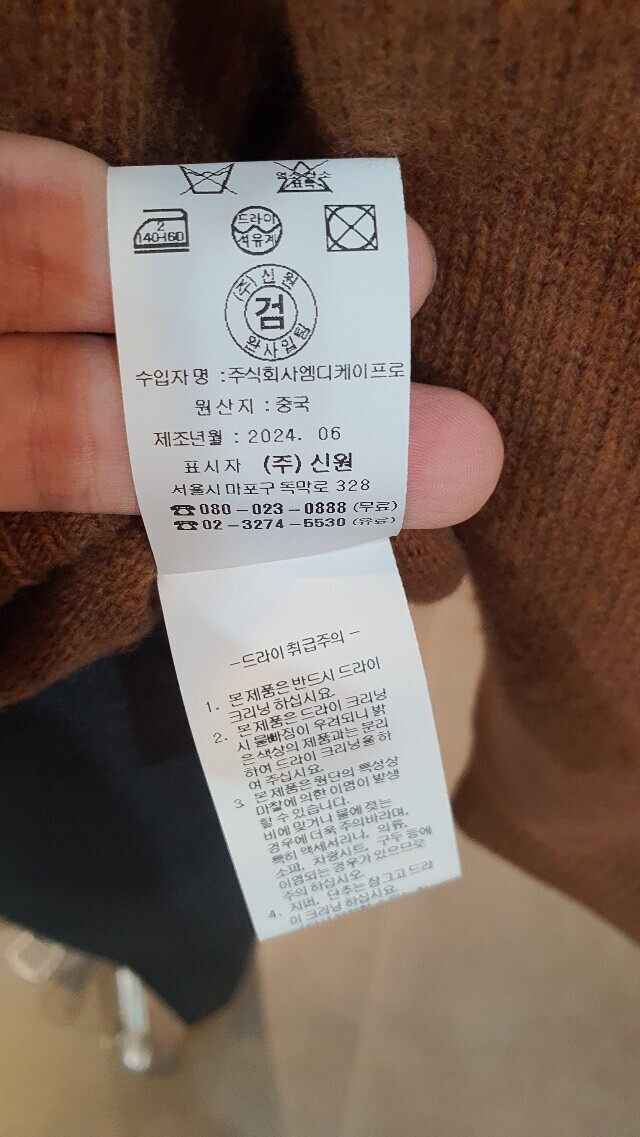 염소산소
표백
2
140-160
드라이
석유계
(주)신원
검
완사입팀
수입자명 : 주식회사엠디케이프로
원산지 : 중국
제조년월 : 2024. 06
표시자 (주) 신원
서울시 마포구 독막로 328
☎080-023-0888 (무료)
☎02-3274-5530 (유료)
-드라이취급주의-
1. 본 제품은 반드시 드라이
크리닝 하십시요.
2. 본 제품은 드라이 크리닝
시 물빠짐이 우려되니 밝
은 색상의 제품과는 분리
하여 드라이 크리닝을 하
여 주십시요.
3. 본 제품은 원단의 특성상
마찰에 의한 이염이 발생
할 수 있습니다.
비에 맞거나 물에 젖는
경우에 더욱 주의바라며,
특히 액세서리나, 의류,
소파, 차량시트, 구두 등에
이염되는 경우가 있으므로
주의 하십시오.
4. 지퍼, 단추는 잠그고 드라
이 크리닝 하십시요.